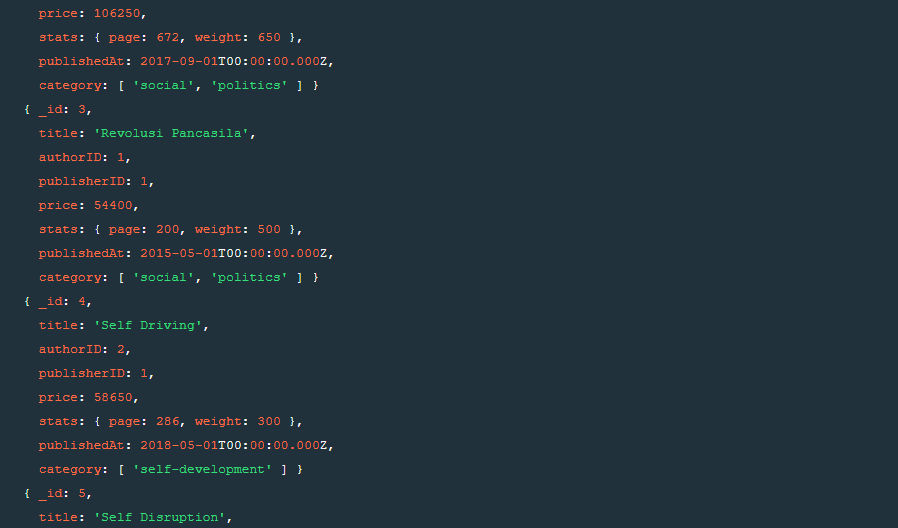 price: 106250,
stats: { page: 672, weight: 650 },
publishedAt: 2017-09-01T00:00:00.000Z,
category: [ 'social', 'politics' ] }
{ _id: 3,
title: 'Revolusi Pancasila',
authorID: 1,
publisherID: 1,
price: 54400,
stats: { page: 200, weight: 500 },
publishedAt: 2015-05-01T00:00:00.000Z,
category: [ 'social', 'politics' ] }
{ _id: 4,
title: 'Self Driving',
authorID: 2,
publisherID: 1,
price: 58650,
stats: { page: 286, weight: 300 },
publishedAt: 2018-05-01T00:00:00.000Z,
category: [ 'self-development' ] }
{ _id: 5,
title: 'Self Disruption',